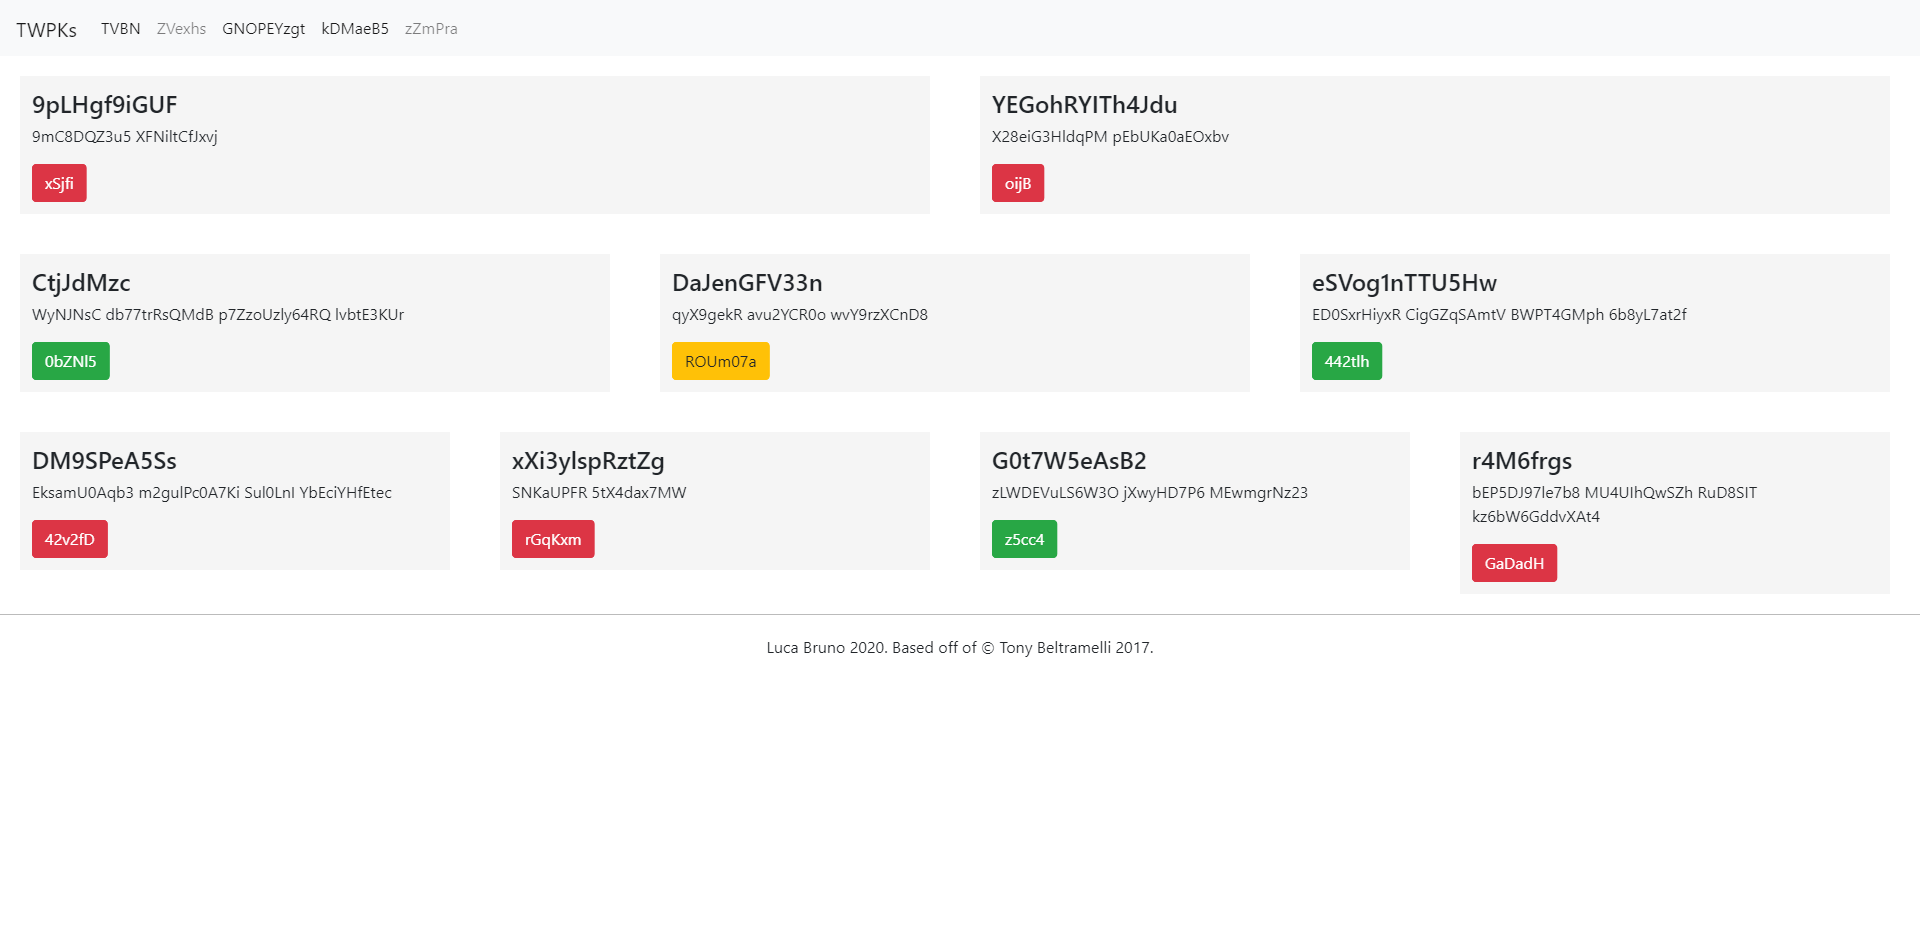 TWPKs TVBN ZVexhs GNOPEYzgt kDMaeB5 zZmPra
9pLHgf9iGUF
9mC8DQZ3u5 XFNiltCfJxvj
xSjfi
YEGohRYITh4Jdu
X28eiG3HldqPM pEbUKa0aEOxbv
oijB
CtjJdMzc
WyNJNsC db77trRsQMdB p7ZzoUzly64RQ lvbtE3KUr
0bZNl5
DaJenGFV33n
qyX9gekR avu2YCR0o wvY9rzXCnD8
ROUm07a
eSVog1nTTU5Hw
ED0SxrHiyxR CigGZqSAmtV BWPT4GMph 6b8yL7at2f
442tlh
DM9SPeA5Ss
EksamU0Aqb3 m2gulPc0A7Ki Sul0LnI YbEciYHfEtec
42v2fD
xXi3ylspRztZg
SNKaUPFR 5tX4dax7MW
rGqKxm
G0t7W5eAsB2
zLWDEVuLS6W3O jXwyHD7P6 MEwmgrNz23
z5cc4
r4M6frgs
bEP5DJ97le7b8 MU4UIhQwSZh RuD8SIT
kz6bW6GddvXAt4
GaDadH
Luca Bruno 2020. Based off of © Tony Beltramelli 2017.